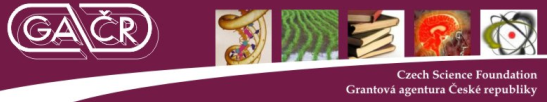 GAČR
Czech Science Foundation
Grantová agentura České republiky